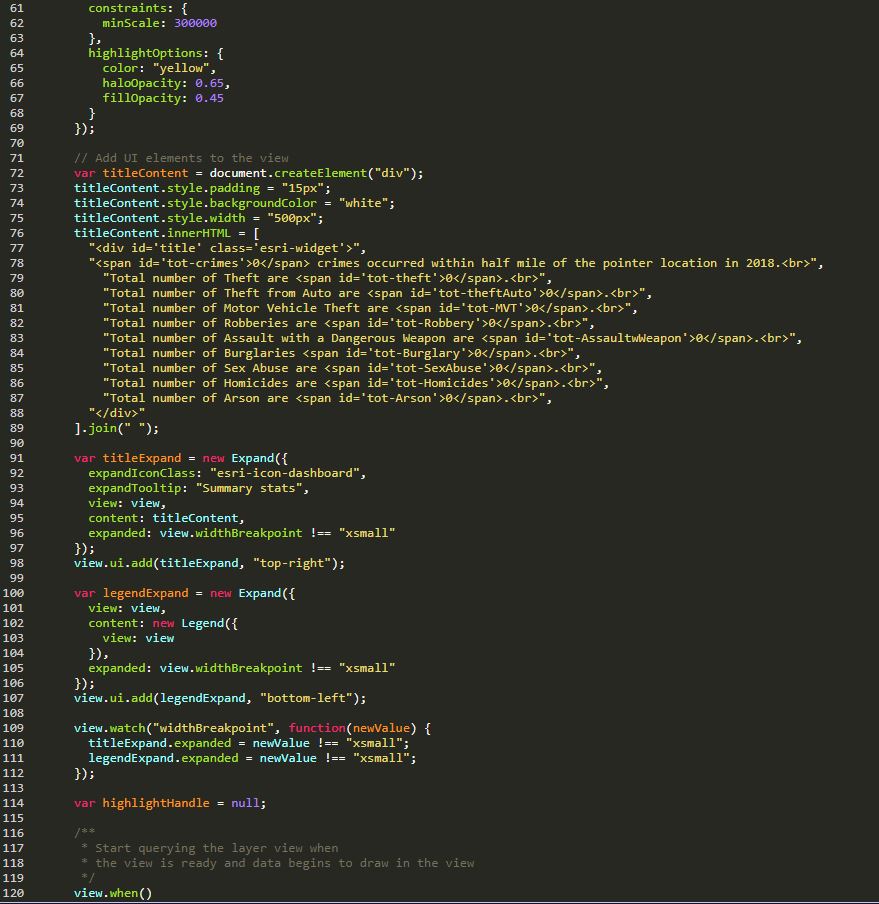 61 constraints: {
62 minScale: 300000
63 },
64 highlightOptions: {
65 color: "yellow",
66 haloOpacity: 0.65,
67 fillOpacity: 0.45
68 }
69 });
70
71 // Add UI elements to the view
72 var titleContent = document.createElement("div");
73 titleContent.style.padding = "15px";
74 titleContent.style.backgroundColor = "white";
75 titleContent.style.width = "500px";
76 titleContent.innerHTML = [
77 "<div id='title' class='esri-widget'>",
78 "<span id='tot-crimes'>0</span> crimes occurred within half mile of the pointer location in 2018.<br>",
79 "Total number of Theft are <span id='tot-theft'>0</span>.<br>",
80 "Total number of Theft from Auto are <span id='tot-theftAuto'>0</span>.<br>",
81 "Total number of Motor Vehicle Theft are <span id='tot-MVT'>0</span>.<br>",
82 "Total number of Robberies are <span id='tot-Robbery'>0</span>.<br>",
83 "Total number of Assault with a Dangerous Weapon are <span id='tot-AssaultwWeapon'>0</span>.<br>",
84 "Total number of Burglaries <span id='tot-Burglary'>0</span>.<br>",
85 "Total number of Sex Abuse are <span id='tot-SexAbuse'>0</span>.<br>",
86 "Total number of Homicides are <span id='tot-Homicides'>0</span>.<br>",
87 "Total number of Arson are <span id='tot-Arson'>0</span>.<br>",
88 "</div>"
89 ].join(" ");
90
91 var titleExpand = new Expand({
92 expandIconClass: "esri-icon-dashboard",
93 expandTooltip: "Summary stats",
94 view: view,
95 content: titleContent,
96 expanded: view.widthBreakpoint !== "xsmall"
97 });
98 view.ui.add(titleExpand, "top-right");
99
100 var legendExpand = new Expand({
101 view: view,
102 content: new Legend({
103 view: view
104 }),
105 expanded: view.widthBreakpoint !== "xsmall"
106 });
107 view.ui.add(legendExpand, "bottom-left");
108
109 view.watch("widthBreakpoint", function(newValue) {
110 titleExpand.expanded = newValue !== "xsmall";
111 legendExpand.expanded = newValue !== "xsmall";
112 });
113
114 var highlightHandle = null;
115
116 /**
117 * Start querying the layer view when
118 * the view is ready and data begins to draw in the view
119 */
120 view.when()